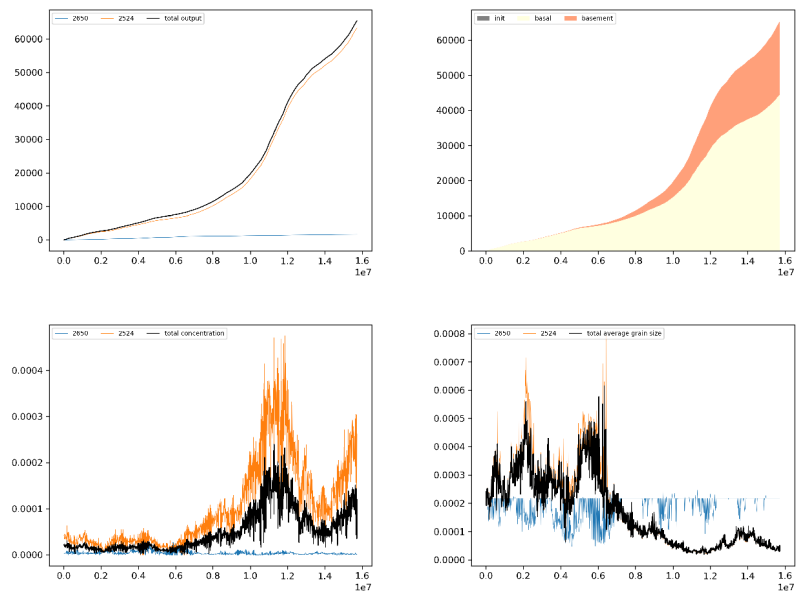 2650 2524 total output
60000
50000
40000
30000
20000
10000
0
0.0 0.2 0.4 0.6 0.8 1.0 1.2 1.4 1.6
1e7
init basal basement
60000
50000
40000
30000
20000
10000
0
0.0 0.2 0.4 0.6 0.8 1.0 1.2 1.4 1.6
1e7
2650 2524 total concentration
0.0004
0.0003
0.0002
0.0001
0.0000
0.0 0.2 0.4 0.6 0.8 1.0 1.2 1.4 1.6
1e7
2650 2524 total average grain size
0.0008
0.0007
0.0006
0.0005
0.0004
0.0003
0.0002
0.0001
0.0000
0.0 0.2 0.4 0.6 0.8 1.0 1.2 1.4 1.6
1e7